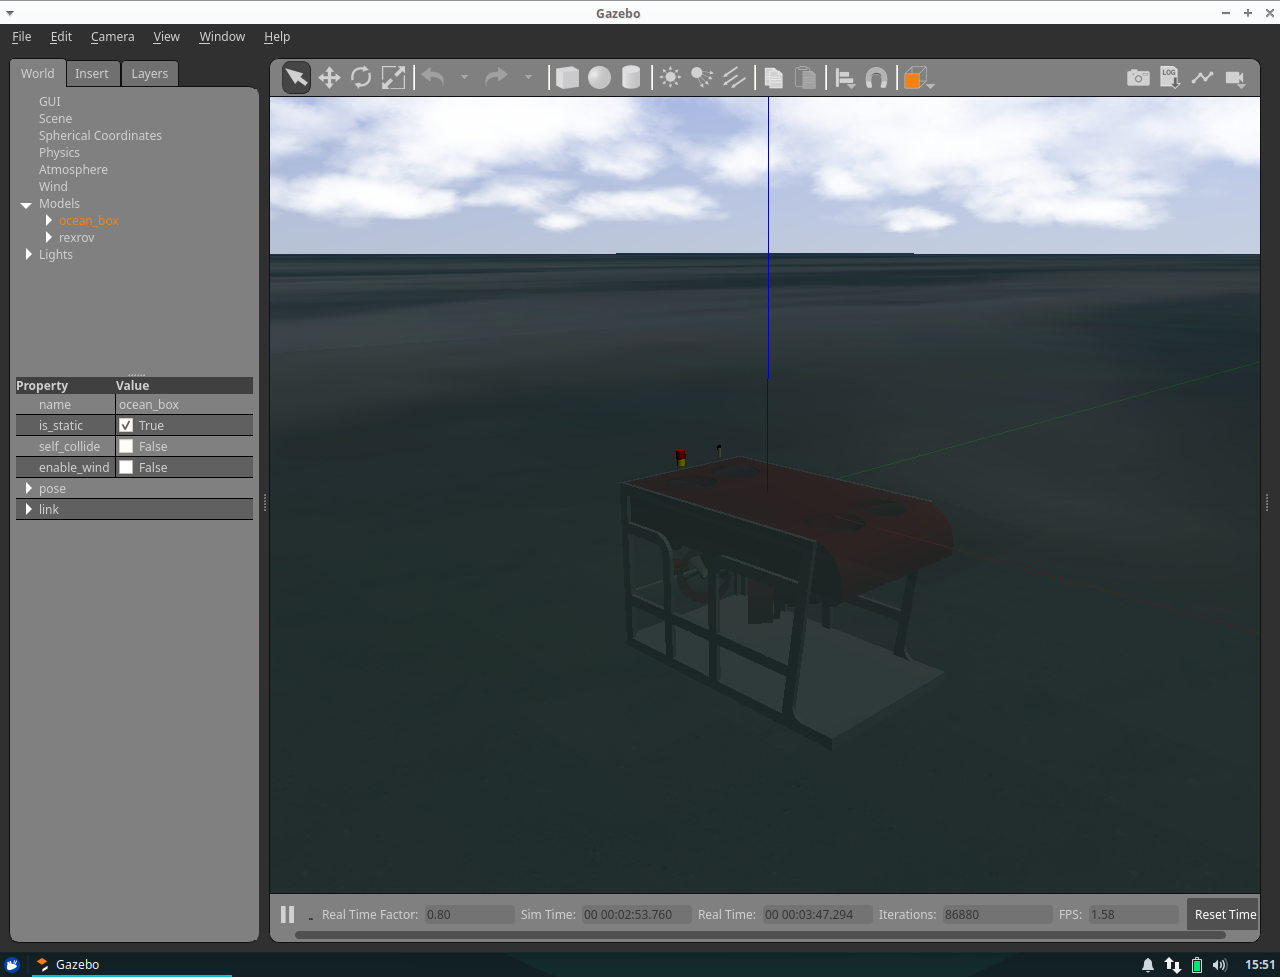 Gazebo
File Edit Camera View Window Help
World Insert Layers
LOG
GUI
Scene
Spherical Coordinates
Physics
Atmosphere
Wind
Models
ocean_box
rexrov
Lights
Property Value
name ocean_box
is_static True
self_collide False
enable_wind False
pose
link
Real Time Factor: 0.80 Sim Time: 00 00:02:53.760 Real Time: 00 00:03:47.294 Iterations: 86880 FPS: 1.58 Reset Time
Gazebo 15:51